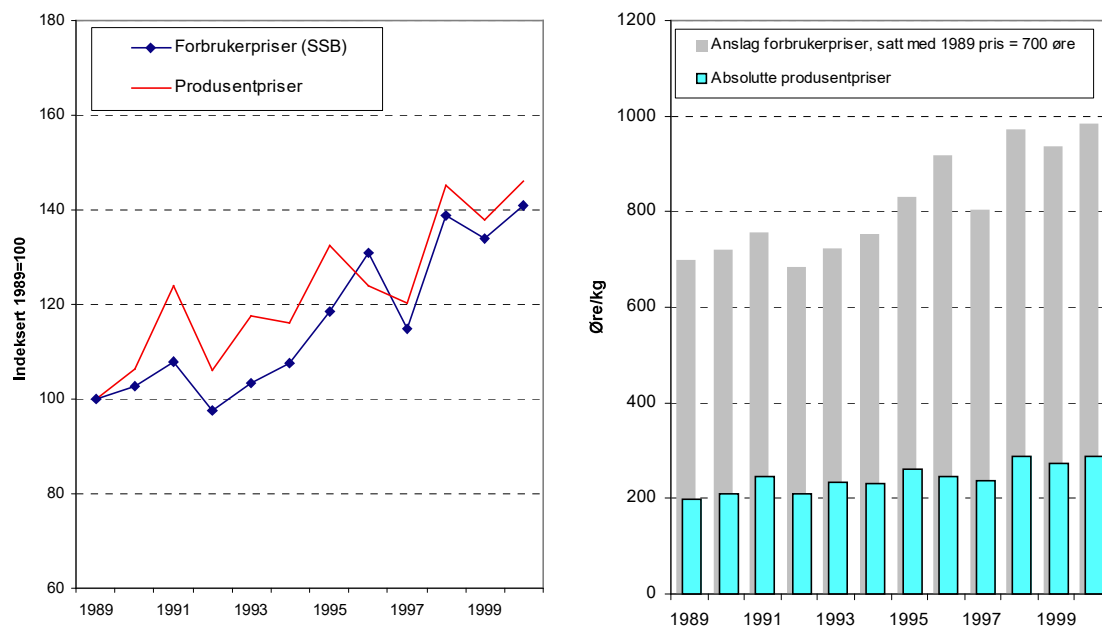 180
160
140
120
100
80
60
Indeksert 1989=100
Forbrukerpriser (SSB)
Produsentpriser
1989 1991 1993 1995 1997 1999
1200
1000
800
600
400
200
0
Øre/kg
Anslag forbrukerpriser, satt med 1989 pris = 700 øre
Absolutte produsentpriser
1989 1991 1993 1995 1997 1999